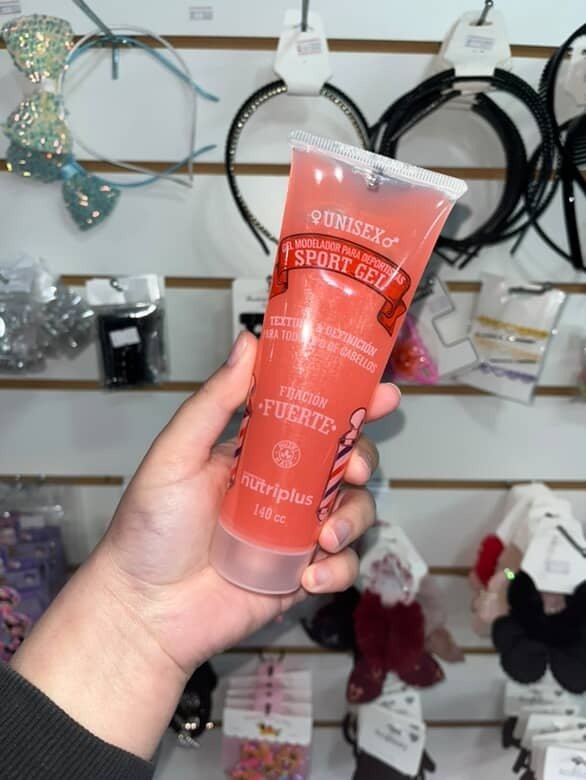 ♀UNISEX♂
GEL MODELADOR PARA DEPORTISTAS
SPORT GEL
TEXTURA & DEFINICIÓN
PARA TODO TIPO DE CABELLOS
FIJACIÓN
•FUERTE•
nutriplus
140 cc.